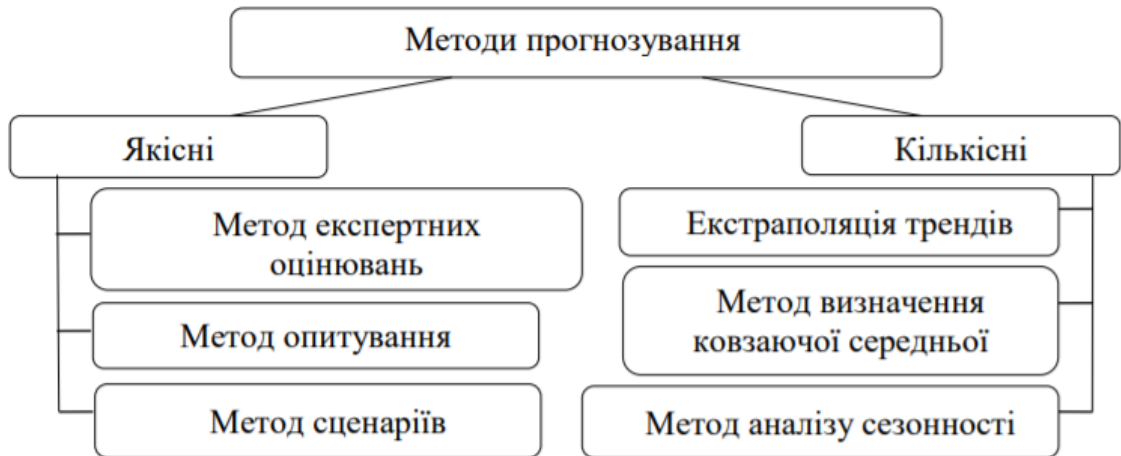 Методи прогнозування
Якісні
Кількісні
Метод експертних
оцінювань
Метод опитування
Метод сценаріїв
Екстраполяція трендів
Метод визначення
ковзаючої середньої
Метод аналізу сезонності